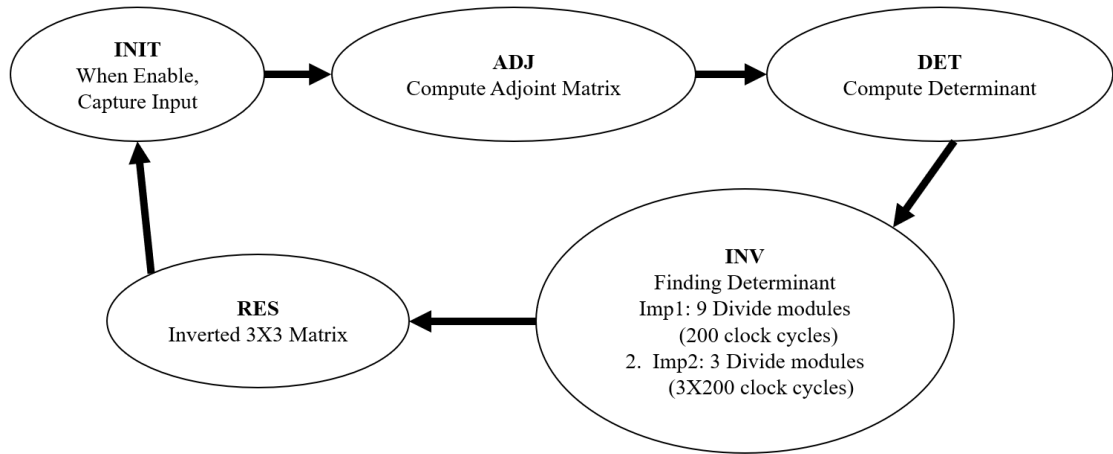 INIT
When Enable,
Capture Input
ADJ
Compute Adjoint Matrix
DET
Compute Determinant
INV
Finding Determinant
Imp1: 9 Divide modules
(200 clock cycles)
2. Imp2: 3 Divide modules
(3X200 clock cycles)
RES
Inverted 3X3 Matrix